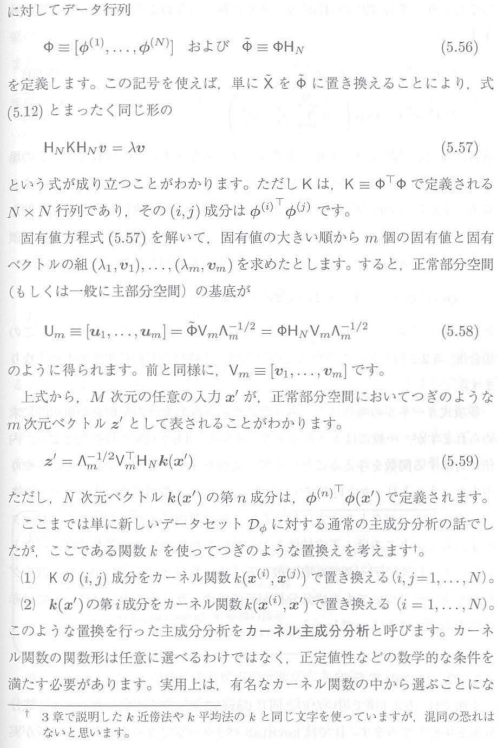 に対してデータ行列
Φ ≡ [ϕ⁽¹⁾, . . . , ϕ⁽ᴺ⁾] および Φ̃ ≡ ΦH_N (5.56)
を定義します。この記号を使えば，単に X̃ を Φ̃ に置き換えることにより，式
(5.12) とまったく同じ形の
H_N K H_N v = λv (5.57)
という式が成り立つことがわかります。ただし K は，K ≡ Φ^⊤Φ で定義される
N×N 行列であり，その (i, j) 成分は ϕ^{(i)⊤}ϕ^{(j)} です。
固有値方程式 (5.57) を解いて，固有値の大きい順から m 個の固有値と固有
ベクトルの組 (λ_1, v_1), . . . , (λ_m, v_m) を求めたとします。すると，正常部分空間
(もしくは一般に主部分空間) の基底が
U_m ≡ [u_1, . . . , u_m] = Φ̃V_mΛ_m^{-1/2} = ΦH_N V_mΛ_m^{-1/2} (5.58)
のように得られます。前と同様に，V_m ≡ [v_1, . . . , v_m] です。
上式から，M 次元の任意の入力 x′ が，正常部分空間においてつぎのような
m 次元ベクトル z′ として表されることがわかります。
z′ = Λ_m^{-1/2}V_m^⊤H_N k(x′) (5.59)
ただし，N 次元ベクトル k(x′) の第 n 成分は，ϕ^{(n)⊤}ϕ(x′) で定義されます。
ここまでは単に新しいデータセット D_ϕ に対する通常の主成分分析の話でし
たが，ここである関数 k を使ってつぎのような置換えを考えます†。
(1) K の (i, j) 成分をカーネル関数 k(x^{(i)}, x^{(j)}) で置き換える (i, j=1, . . . , N)。
(2) k(x′) の第 i 成分をカーネル関数 k(x^{(i)}, x′) で置き換える (i = 1, . . . , N)。
このような置換を行った主成分分析をカーネル主成分分析と呼びます。カーネ
ル関数の関数形は任意に選べるわけではなく，正定値性などの数学的な条件を
満たす必要があります。実用上は，有名なカーネル関数の中から選ぶことにな
† 3 章で説明した k 近傍法や k 平均法の k と同じ文字を使っていますが，混同の恐れは
ないと思います。